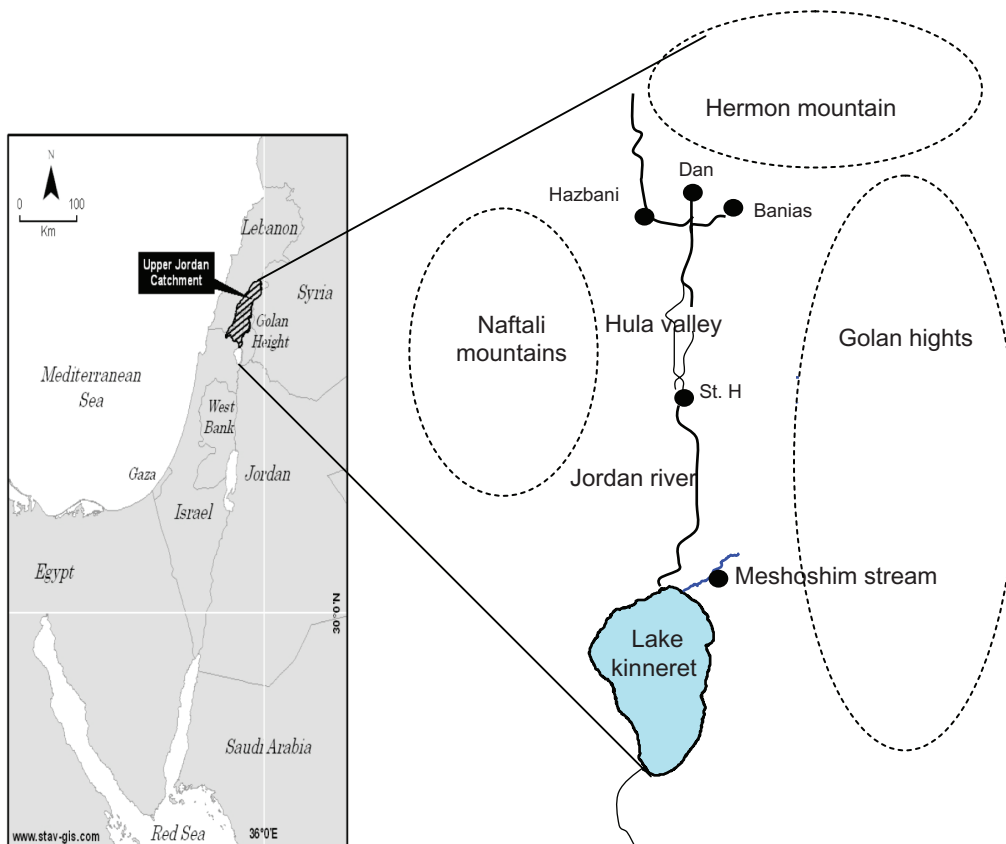 N
0
100
Km
Lebanon
Upper Jordan
Catchment
Syria
Golan
Height
Mediterranean
Sea
West
Bank
Gaza
Jordan
Israel
Egypt
30°0'N
Saudi Arabia
www.stav-gis.com
Red Sea
36°0'E
Hermon mountain
Dan
Hazbani
Banias
Naftali
mountains
Hula valley
Golan hights
St. H
Jordan river
Meshoshim stream
Lake
kinneret